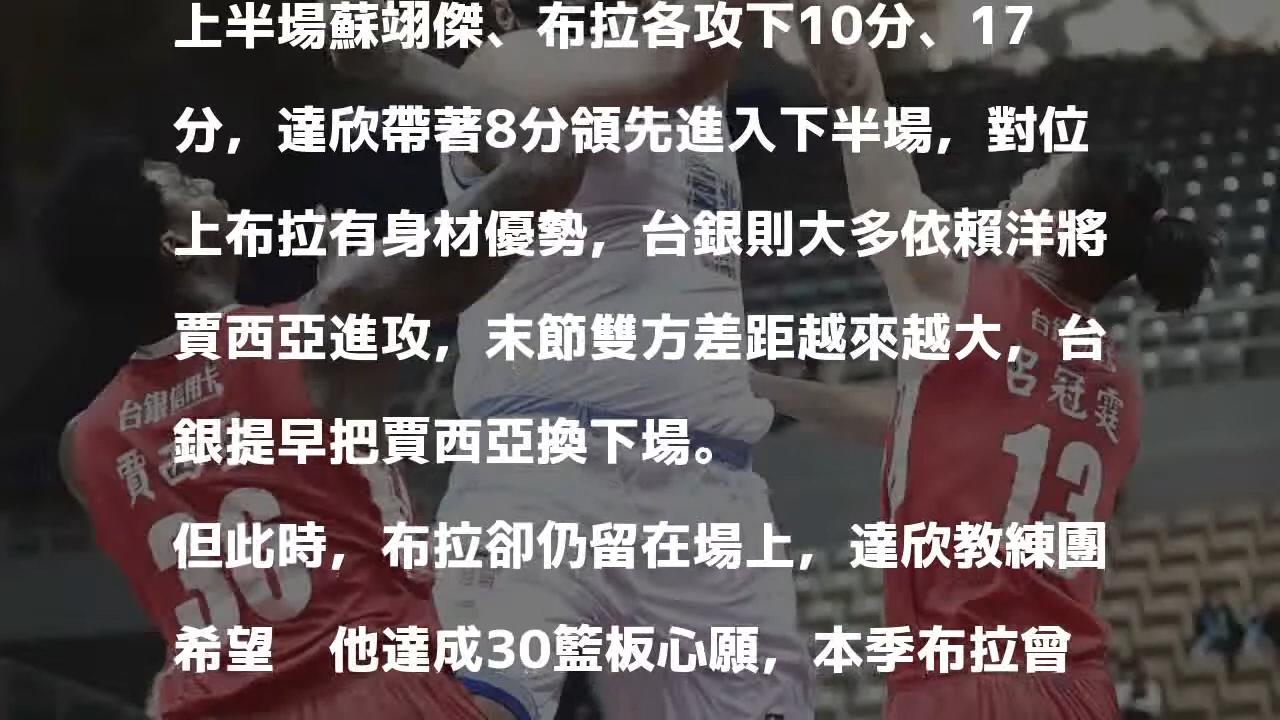 上半場蘇翊傑、布拉各攻下10分、17
分，達欣帶著8分領先進入下半場，對位
上布拉有身材優勢，台銀則大多依賴洋將
賈西亞進攻，末節雙方差距越來越大，台
銀提早把賈西亞換下場。
但此時，布拉卻仍留在場上，達欣教練團
希望　他達成30籃板心願，本季布拉曾
台銀信用卡
賈西
36
呂冠霆
13